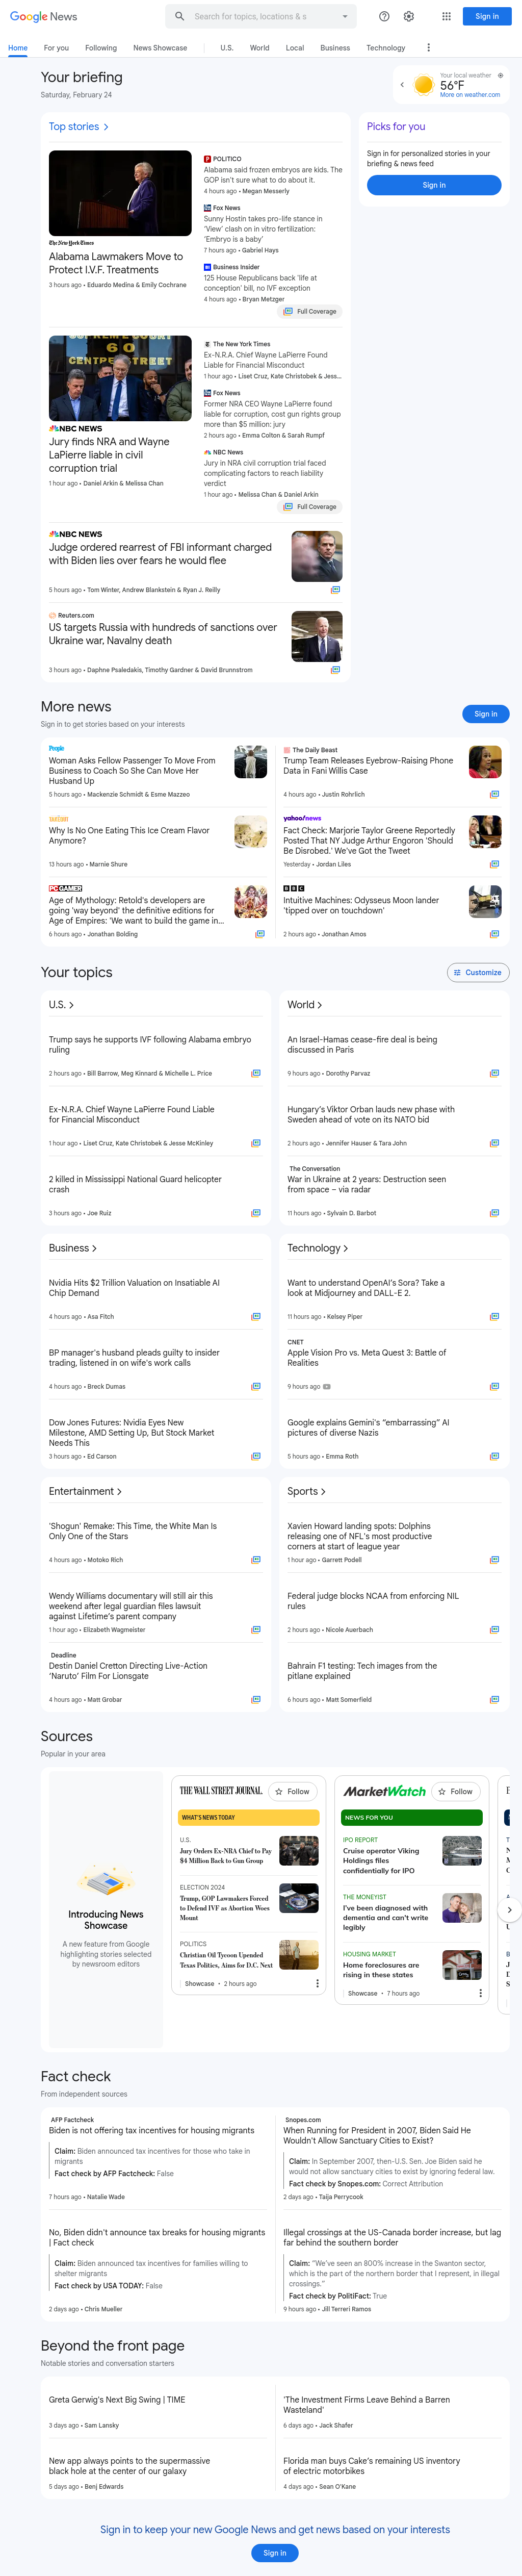 Google News
Search for topics, locations & s
Sign in
Home
For you
Following
News Showcase
U.S.
World
Local
Business
Technology
Your briefing
Saturday, February 24
Your local weather
56°F
More on weather.com
Top stories
The New York Times
Alabama Lawmakers Move to
Protect I.V.F. Treatments
3 hours ago • Eduardo Medina & Emily Cochrane
POLITICO
Alabama said frozen embryos are kids. The
GOP isn't sure what to do about it.
4 hours ago • Megan Messerly
Fox News
Sunny Hostin takes pro-life stance in
'View' clash on in vitro fertilization:
'Embryo is a baby'
7 hours ago • Gabriel Hays
Business Insider
125 House Republicans back 'life at
conception' bill, no IVF exception
4 hours ago • Bryan Metzger
Full Coverage
Picks for you
Sign in for personalized stories in your
briefing & news feed
Sign in
NBC NEWS
Jury finds NRA and Wayne
LaPierre liable in civil
corruption trial
1 hour ago • Daniel Arkin & Melissa Chan
The New York Times
Ex-N.R.A. Chief Wayne LaPierre Found
Liable for Financial Misconduct
1 hour ago • Liset Cruz, Kate Christobek & Jess...
Fox News
Former NRA CEO Wayne LaPierre found
liable for corruption, cost gun rights group
more than $5 million: jury
2 hours ago • Emma Colton & Sarah Rumpf
NBC News
Jury in NRA civil corruption trial faced
complicating factors to reach liability
verdict
1 hour ago • Melissa Chan & Daniel Arkin
Full Coverage
NBC NEWS
Judge ordered rearrest of FBI informant charged
with Biden lies over fears he would flee
5 hours ago • Tom Winter, Andrew Blankstein & Ryan J. Reilly
Reuters.com
US targets Russia with hundreds of sanctions over
Ukraine war, Navalny death
3 hours ago • Daphne Psaledakis, Timothy Gardner & David Brunnstrom
More news
Sign in to get stories based on your interests
Sign in
People
Woman Asks Fellow Passenger To Move From
Business to Coach So She Can Move Her
Husband Up
5 hours ago • Mackenzie Schmidt & Esme Mazzeo
The Daily Beast
Trump Team Releases Eyebrow-Raising Phone
Data in Fani Willis Case
4 hours ago • Justin Rohrlich
Why Is No One Eating This Ice Cream Flavor
Anymore?
13 hours ago • Marnie Shure
yahoo!news
Fact Check: Marjorie Taylor Greene Reportedly
Posted That NY Judge Arthur Engoron 'Should
Be Disrobed.' We've Got the Tweet
Yesterday • Jordan Liles
PC GAMER
Age of Mythology: Retold's developers are
going 'way beyond' the definitive editions for
Age of Empires: 'We want to build the game in...
6 hours ago • Jonathan Bolding
BBC
Intuitive Machines: Odysseus Moon lander
'tipped over on touchdown'
2 hours ago • Jonathan Amos
Your topics
Customize
U.S.
Trump says he supports IVF following Alabama embryo
ruling
2 hours ago • Bill Barrow, Meg Kinnard & Michelle L. Price
Ex-N.R.A. Chief Wayne LaPierre Found Liable
for Financial Misconduct
1 hour ago • Liset Cruz, Kate Christobek & Jesse McKinley
2 killed in Mississippi National Guard helicopter
crash
3 hours ago • Joe Ruiz
World
An Israel-Hamas cease-fire deal is being
discussed in Paris
9 hours ago • Dorothy Parvaz
Hungary's Viktor Orban lauds new phase with
Sweden ahead of vote on its NATO bid
2 hours ago • Jennifer Hauser & Tara John
The Conversation
War in Ukraine at 2 years: Destruction seen
from space – via radar
11 hours ago • Sylvain D. Barbot
Business
Nvidia Hits $2 Trillion Valuation on Insatiable AI
Chip Demand
4 hours ago • Asa Fitch
BP manager's husband pleads guilty to insider
trading, listened in on wife's work calls
4 hours ago • Breck Dumas
Dow Jones Futures: Nvidia Eyes New
Milestone, AMD Setting Up, But Stock Market
Needs This
3 hours ago • Ed Carson
Technology
Want to understand OpenAI's Sora? Take a
look at Midjourney and DALL-E 2.
11 hours ago • Kelsey Piper
CNET
Apple Vision Pro vs. Meta Quest 3: Battle of
Realities
9 hours ago
Google explains Gemini's "embarrassing" AI
pictures of diverse Nazis
5 hours ago • Emma Roth
Entertainment
'Shogun' Remake: This Time, the White Man Is
Only One of the Stars
4 hours ago • Motoko Rich
Wendy Williams documentary will still air this
weekend after legal guardian files lawsuit
against Lifetime's parent company
1 hour ago • Elizabeth Wagmeister
Deadline
Destin Daniel Cretton Directing Live-Action
'Naruto' Film For Lionsgate
4 hours ago • Matt Grobar
Sports
Xavien Howard landing spots: Dolphins
releasing one of NFL's most productive
corners at start of league year
1 hour ago • Garrett Podell
Federal judge blocks NCAA from enforcing NIL
rules
2 hours ago • Nicole Auerbach
Bahrain F1 testing: Tech images from the
pitlane explained
6 hours ago • Matt Somerfield
Sources
Popular in your area
Introducing News
Showcase
A new feature from Google
highlighting stories selected
by newsroom editors
THE WALL STREET JOURNAL.
Follow
WHAT'S NEWS TODAY
U.S.
Jury Orders Ex-NRA Chief to Pay
$4 Million Back to Gun Group
ELECTION 2024
Trump, GOP Lawmakers Forced
to Defend IVF as Abortion Woes
Mount
POLITICS
Christian Oil Tycoon Upended
Texas Politics, Aims for D.C. Next
Showcase • 2 hours ago
MarketWatch
Follow
NEWS FOR YOU
IPO REPORT
Cruise operator Viking
Holdings files
confidentially for IPO
THE MONEYIST
I've been diagnosed with
dementia and can't write
legibly
HOUSING MARKET
Home foreclosures are
rising in these states
Showcase • 7 hours ago
Fact check
From independent sources
AFP Factcheck
Biden is not offering tax incentives for housing migrants
Claim: Biden announced tax incentives for those who take in
migrants
Fact check by AFP Factcheck: False
7 hours ago • Natalie Wade
Snopes.com
When Running for President in 2007, Biden Said He
Wouldn't Allow Sanctuary Cities to Exist?
Claim: In September 2007, then-U.S. Sen. Joe Biden said he
would not allow sanctuary cities to exist by ignoring federal law.
Fact check by Snopes.com: Correct Attribution
2 days ago • Taija Perrycook
No, Biden didn't announce tax breaks for housing migrants
| Fact check
Claim: Biden announced tax incentives for families willing to
shelter migrants
Fact check by USA TODAY: False
2 days ago • Chris Mueller
Illegal crossings at the US-Canada border increase, but lag
far behind the southern border
Claim: "We've seen an 800% increase in the Swanton sector,
which is the part of the northern border that I represent, in illegal
crossings."
Fact check by PolitiFact: True
9 hours ago • Jill Terreri Ramos
Beyond the front page
Notable stories and conversation starters
Greta Gerwig's Next Big Swing | TIME
3 days ago • Sam Lansky
'The Investment Firms Leave Behind a Barren
Wasteland'
6 days ago • Jack Shafer
New app always points to the supermassive
black hole at the center of our galaxy
5 days ago • Benj Edwards
Florida man buys Cake's remaining US inventory
of electric motorbikes
4 days ago • Sean O'Kane
Sign in to keep your new Google News and get news based on your interests
Sign in